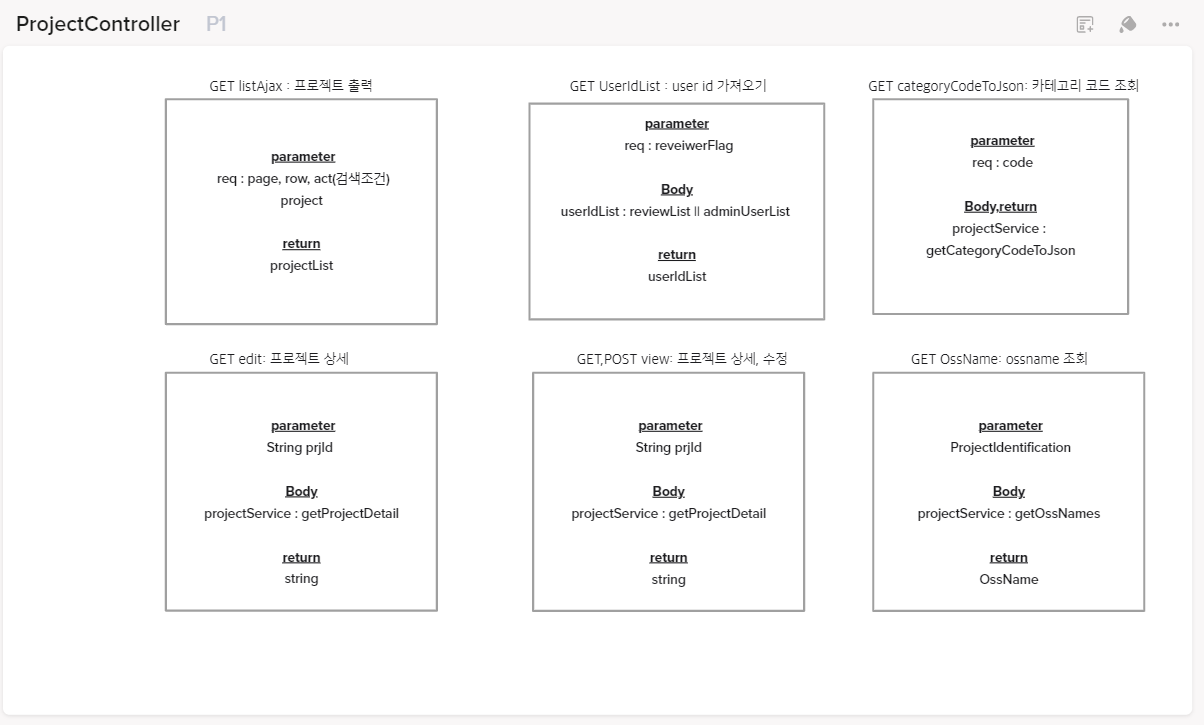 ProjectController P1
GET listAjax : 프로젝트 출력
parameter
req : page, row, act(검색조건)
project
return
projectList
GET UserIdList : user id 가져오기
parameter
req : reveiwerFlag
Body
userIdList : reviewList || adminUserList
return
userIdList
GET categoryCodeToJson: 카테고리 코드 조회
parameter
req : code
Body,return
projectService :
getCategoryCodeToJson
GET edit: 프로젝트 상세
parameter
String prjId
Body
projectService : getProjectDetail
return
string
GET,POST view: 프로젝트 상세, 수정
parameter
String prjId
Body
projectService : getProjectDetail
return
string
GET OssName: ossname 조회
parameter
ProjectIdentification
Body
projectService : getOssNames
return
OssName